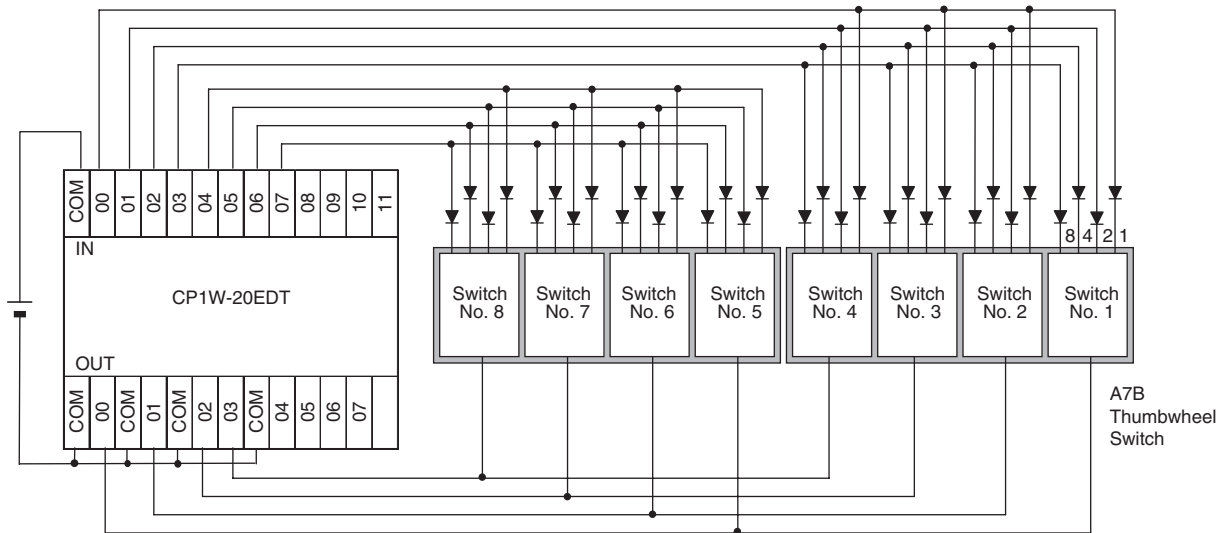 COM 00 01 02 03 04 05 06 07 08 09 10 11
IN
CP1W-20EDT
OUT
COM 00 COM 01 COM 02 03 COM 04 05 06 07
8 4 2 1
Switch
No. 8
Switch
No. 7
Switch
No. 6
Switch
No. 5
Switch
No. 4
Switch
No. 3
Switch
No. 2
Switch
No. 1
A7B
Thumbwheel
Switch